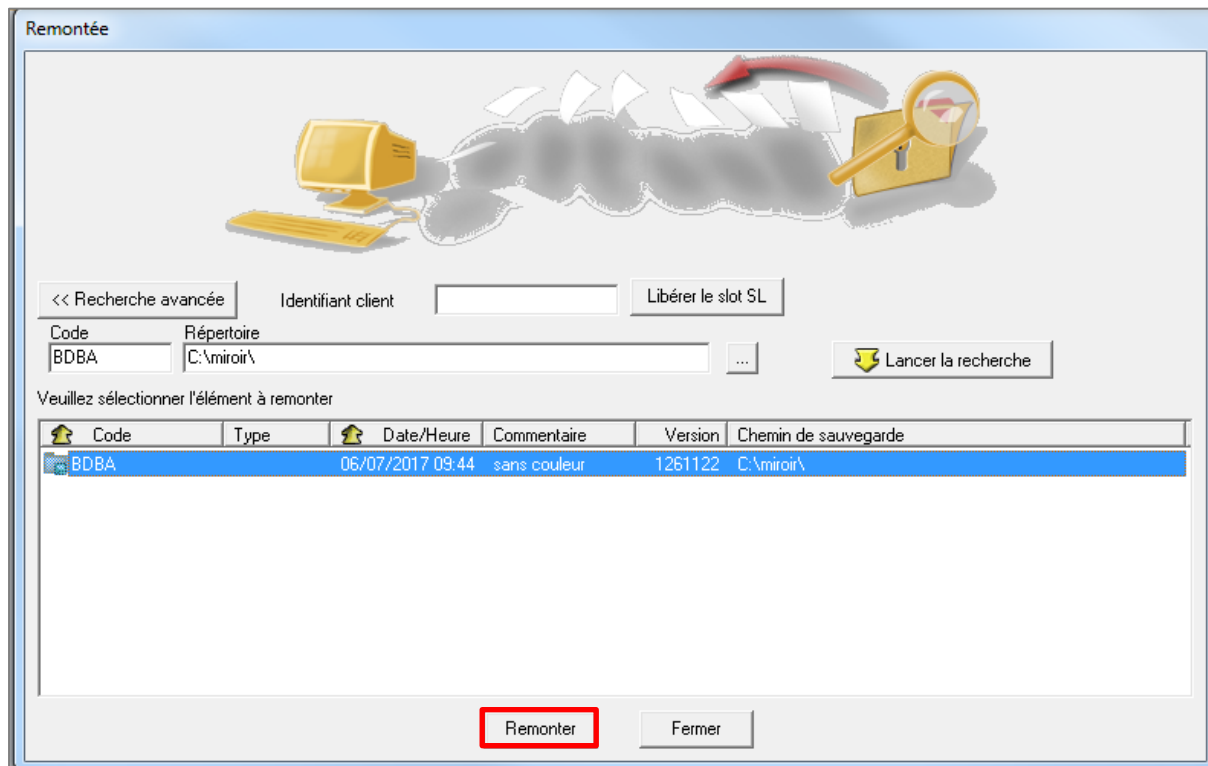 Remontée
<< Recherche avancée Identifiant client Libérer le slot SL
Code Répertoire
BDBA C:\miroir\ ... Lancer la recherche
Veuillez sélectionner l'élément à remonter
Code Type Date/Heure Commentaire Version Chemin de sauvegarde
BDBA 06/07/2017 09:44 sans couleur 1261122 C:\miroir\
Remonter Fermer